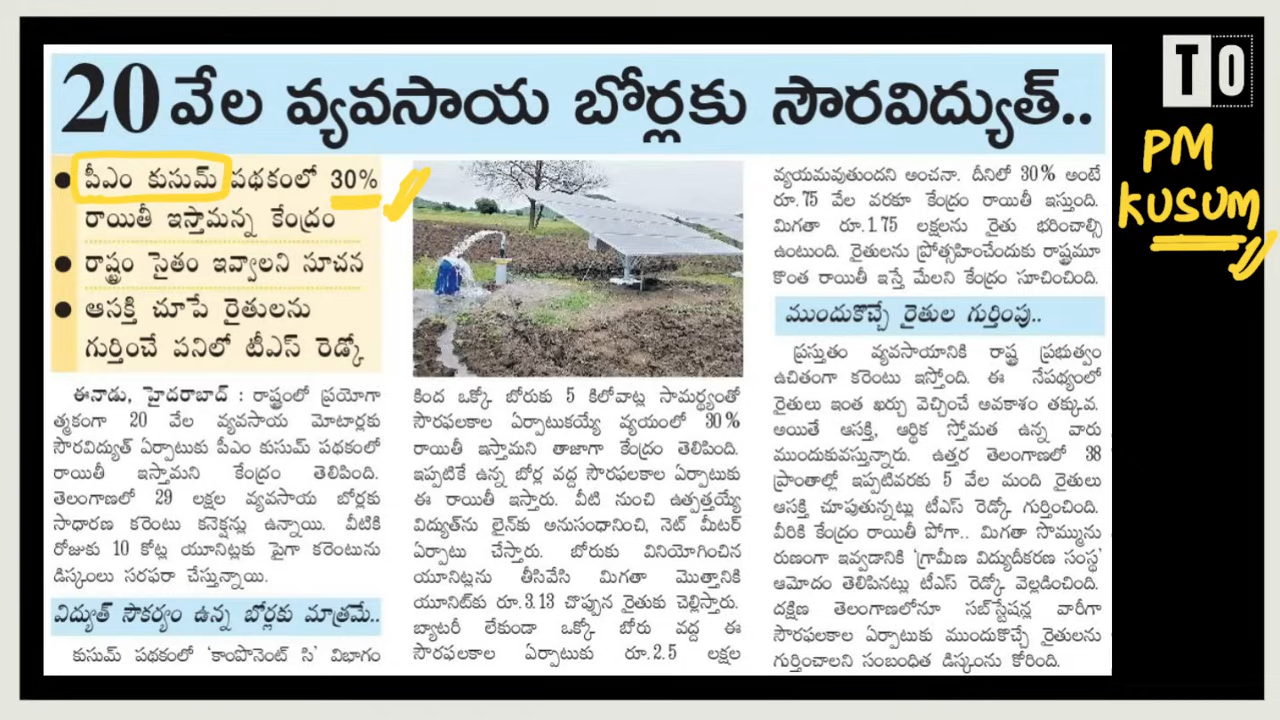 20 వేల వ్యవసాయ బోర్లకు సౌరవిద్యుత్..
● పీఎం కుసుమ్ పథకంలో 30%
రాయితీ ఇస్తామన్న కేంద్రం
● రాష్ట్రం సైతం ఇవ్వాలని సూచన
● ఆసక్తి చూపే రైతులను
గుర్తించే పనిలో టీఎస్ రెడ్కో
ఈనాడు, హైదరాబాద్ : రాష్ట్రంలో ప్రయోగా
త్మకంగా 20 వేల వ్యవసాయ మోటార్లకు
సౌరవిద్యుత్ ఏర్పాటుకు పీఎం కుసుమ్ పథకంలో
రాయితీ ఇస్తామని కేంద్రం తెలిపింది.
తెలంగాణలో 29 లక్షల వ్యవసాయ బోర్లకు
సాధారణ కరెంటు కనెక్షన్లు ఉన్నాయి. వీటికి
రోజుకు 10 కోట్ల యూనిట్లకు పైగా కరెంటును
డిస్కంలు సరఫరా చేస్తున్నాయి.
విద్యుత్ సౌకర్యం ఉన్న బోర్లకు మాత్రమే..
కుసుమ్ పథకంలో ‘కాంపొనెంట్ సి’ విభాగం
కింద ఒక్కో బోరుకు 5 కిలోవాట్ల సామర్థ్యంతో
సౌరఫలకాల ఏర్పాటుకయ్యే వ్యయంలో 30%
రాయితీ ఇస్తామని తాజాగా కేంద్రం తెలిపింది.
ఇప్పటికే ఉన్న బోర్ల వద్ద సౌరఫలకాల ఏర్పాటుకు
ఈ రాయితీ ఇస్తారు. వీటి నుంచి ఉత్పత్తయ్యే
విద్యుత్‌ను లైన్‌కు అనుసంధానించి, నెట్ మీటర్
ఏర్పాటు చేస్తారు. బోరుకు వినియోగించిన
యూనిట్లను తీసివేసి మిగతా మొత్తానికి
యూనిట్‌కు రూ.3.13 చొప్పున రైతుకు చెల్లిస్తారు.
బ్యాటరీ లేకుండా ఒక్కో బోరు వద్ద ఈ
సౌరఫలకాల ఏర్పాటుకు రూ.2.5 లక్షల
వ్యయమవుతుందని అంచనా. దీనిలో 30% అంటే
రూ.75 వేల వరకూ కేంద్రం రాయితీ ఇస్తుంది.
మిగతా రూ.1.75 లక్షలను రైతు భరించాల్సి
ఉంటుంది. రైతులను ప్రోత్సహించేందుకు రాష్ట్రమూ
కొంత రాయితీ ఇస్తే మేలని కేంద్రం సూచించింది.
ముందుకొచ్చే రైతుల గుర్తింపు..
ప్రస్తుతం వ్యవసాయానికి రాష్ట్ర ప్రభుత్వం
ఉచితంగా కరెంటు ఇస్తోంది. ఈ నేపథ్యంలో
రైతులు ఇంత ఖర్చు వెచ్చించే అవకాశం తక్కువ.
అయితే ఆసక్తి, ఆర్థిక స్తోమత ఉన్న వారు
ముందుకువస్తున్నారు. ఉత్తర తెలంగాణలో 38
ప్రాంతాల్లో ఇప్పటివరకు 5 వేల మంది రైతులు
ఆసక్తి చూపుతున్నట్లు టీఎస్ రెడ్కో గుర్తించింది.
వీరికి కేంద్రం రాయితీ పోగా.. మిగతా సొమ్మును
రుణంగా ఇవ్వడానికి ‘గ్రామీణ విద్యుదీకరణ సంస్థ’
ఆమోదం తెలిపినట్లు టీఎస్ రెడ్కో వెల్లడించింది.
దక్షిణ తెలంగాణలోనూ సబ్‌స్టేషన్ల వారీగా
సౌరఫలకాల ఏర్పాటుకు ముందుకొచ్చే రైతులను
గుర్తించాలని సంబంధిత డిస్కంను కోరింది.
TO
PM
KUSUM